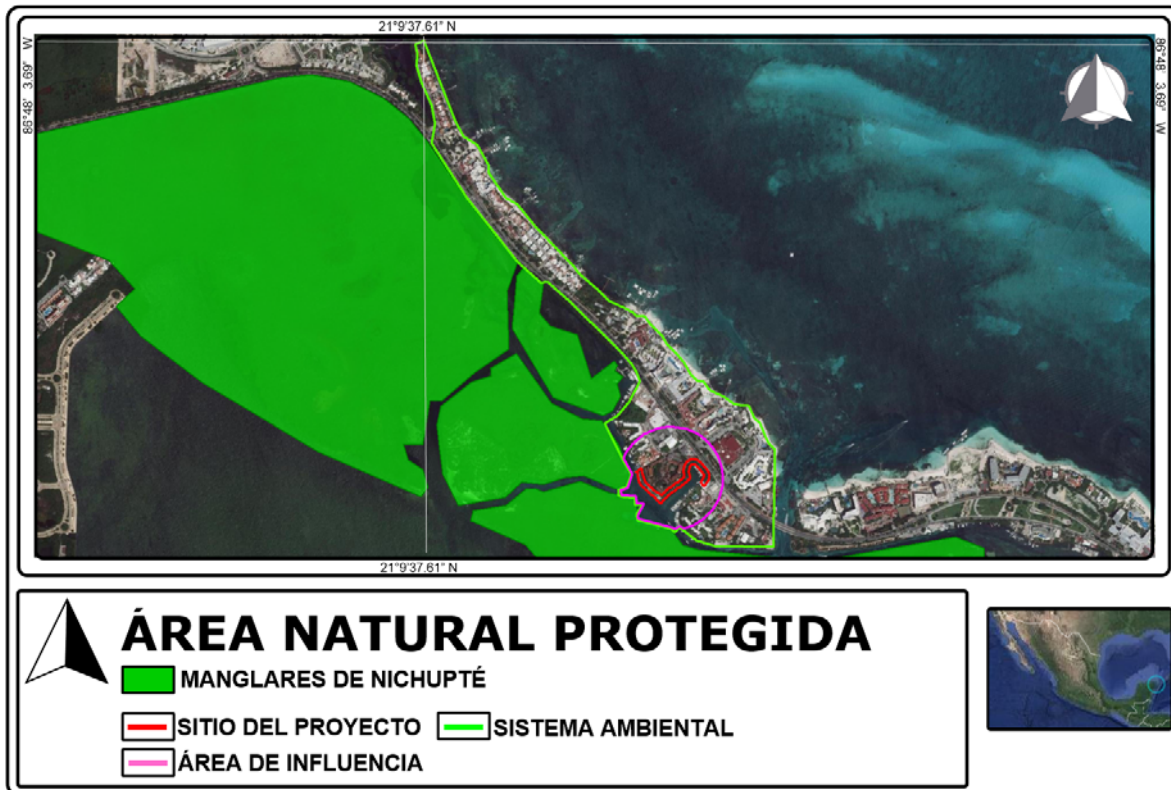 21°9'37.61" N
86°48' 3.69" W
86°48' 3.69" W
21°9'37.61" N
ÁREA NATURAL PROTEGIDA
MANGLARES DE NICHUPTÉ
SITIO DEL PROYECTO
SISTEMA AMBIENTAL
ÁREA DE INFLUENCIA